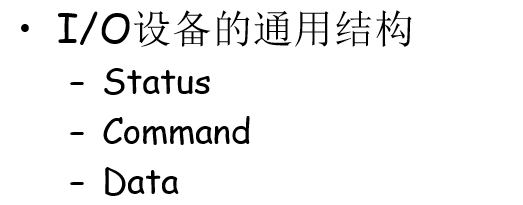 • I/O设备的通用结构
– Status
– Command
– Data